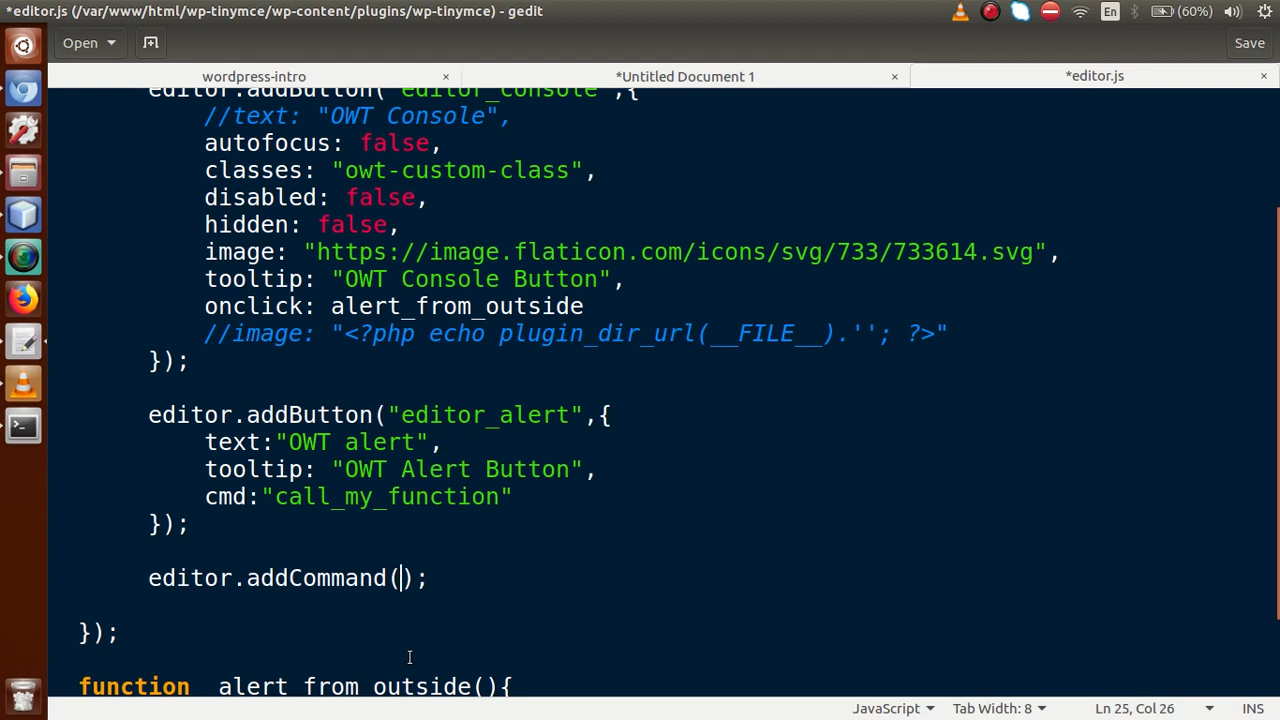 *editor.js (/var/www/html/wp-tinymce/wp-content/plugins/wp-tinymce) - gedit
En
(60%)
Open
Save
wordpress-intro ×
*Untitled Document 1 ×
*editor.js ×
editor.addButton("editor_console",{
//text: "OWT Console",
autofocus: false,
classes: "owt-custom-class",
disabled: false,
hidden: false,
image: "https://image.flaticon.com/icons/svg/733/733614.svg",
tooltip: "OWT Console Button",
onclick: alert_from_outside
//image: "<?php echo plugin_dir_url(__FILE__).''; ?>"
});
editor.addButton("editor_alert",{
text:"OWT alert",
tooltip: "OWT Alert Button",
cmd:"call_my_function"
});
editor.addCommand();
});
function  alert_from_outside(){
JavaScript
Tab Width: 8
Ln 25, Col 26
INS